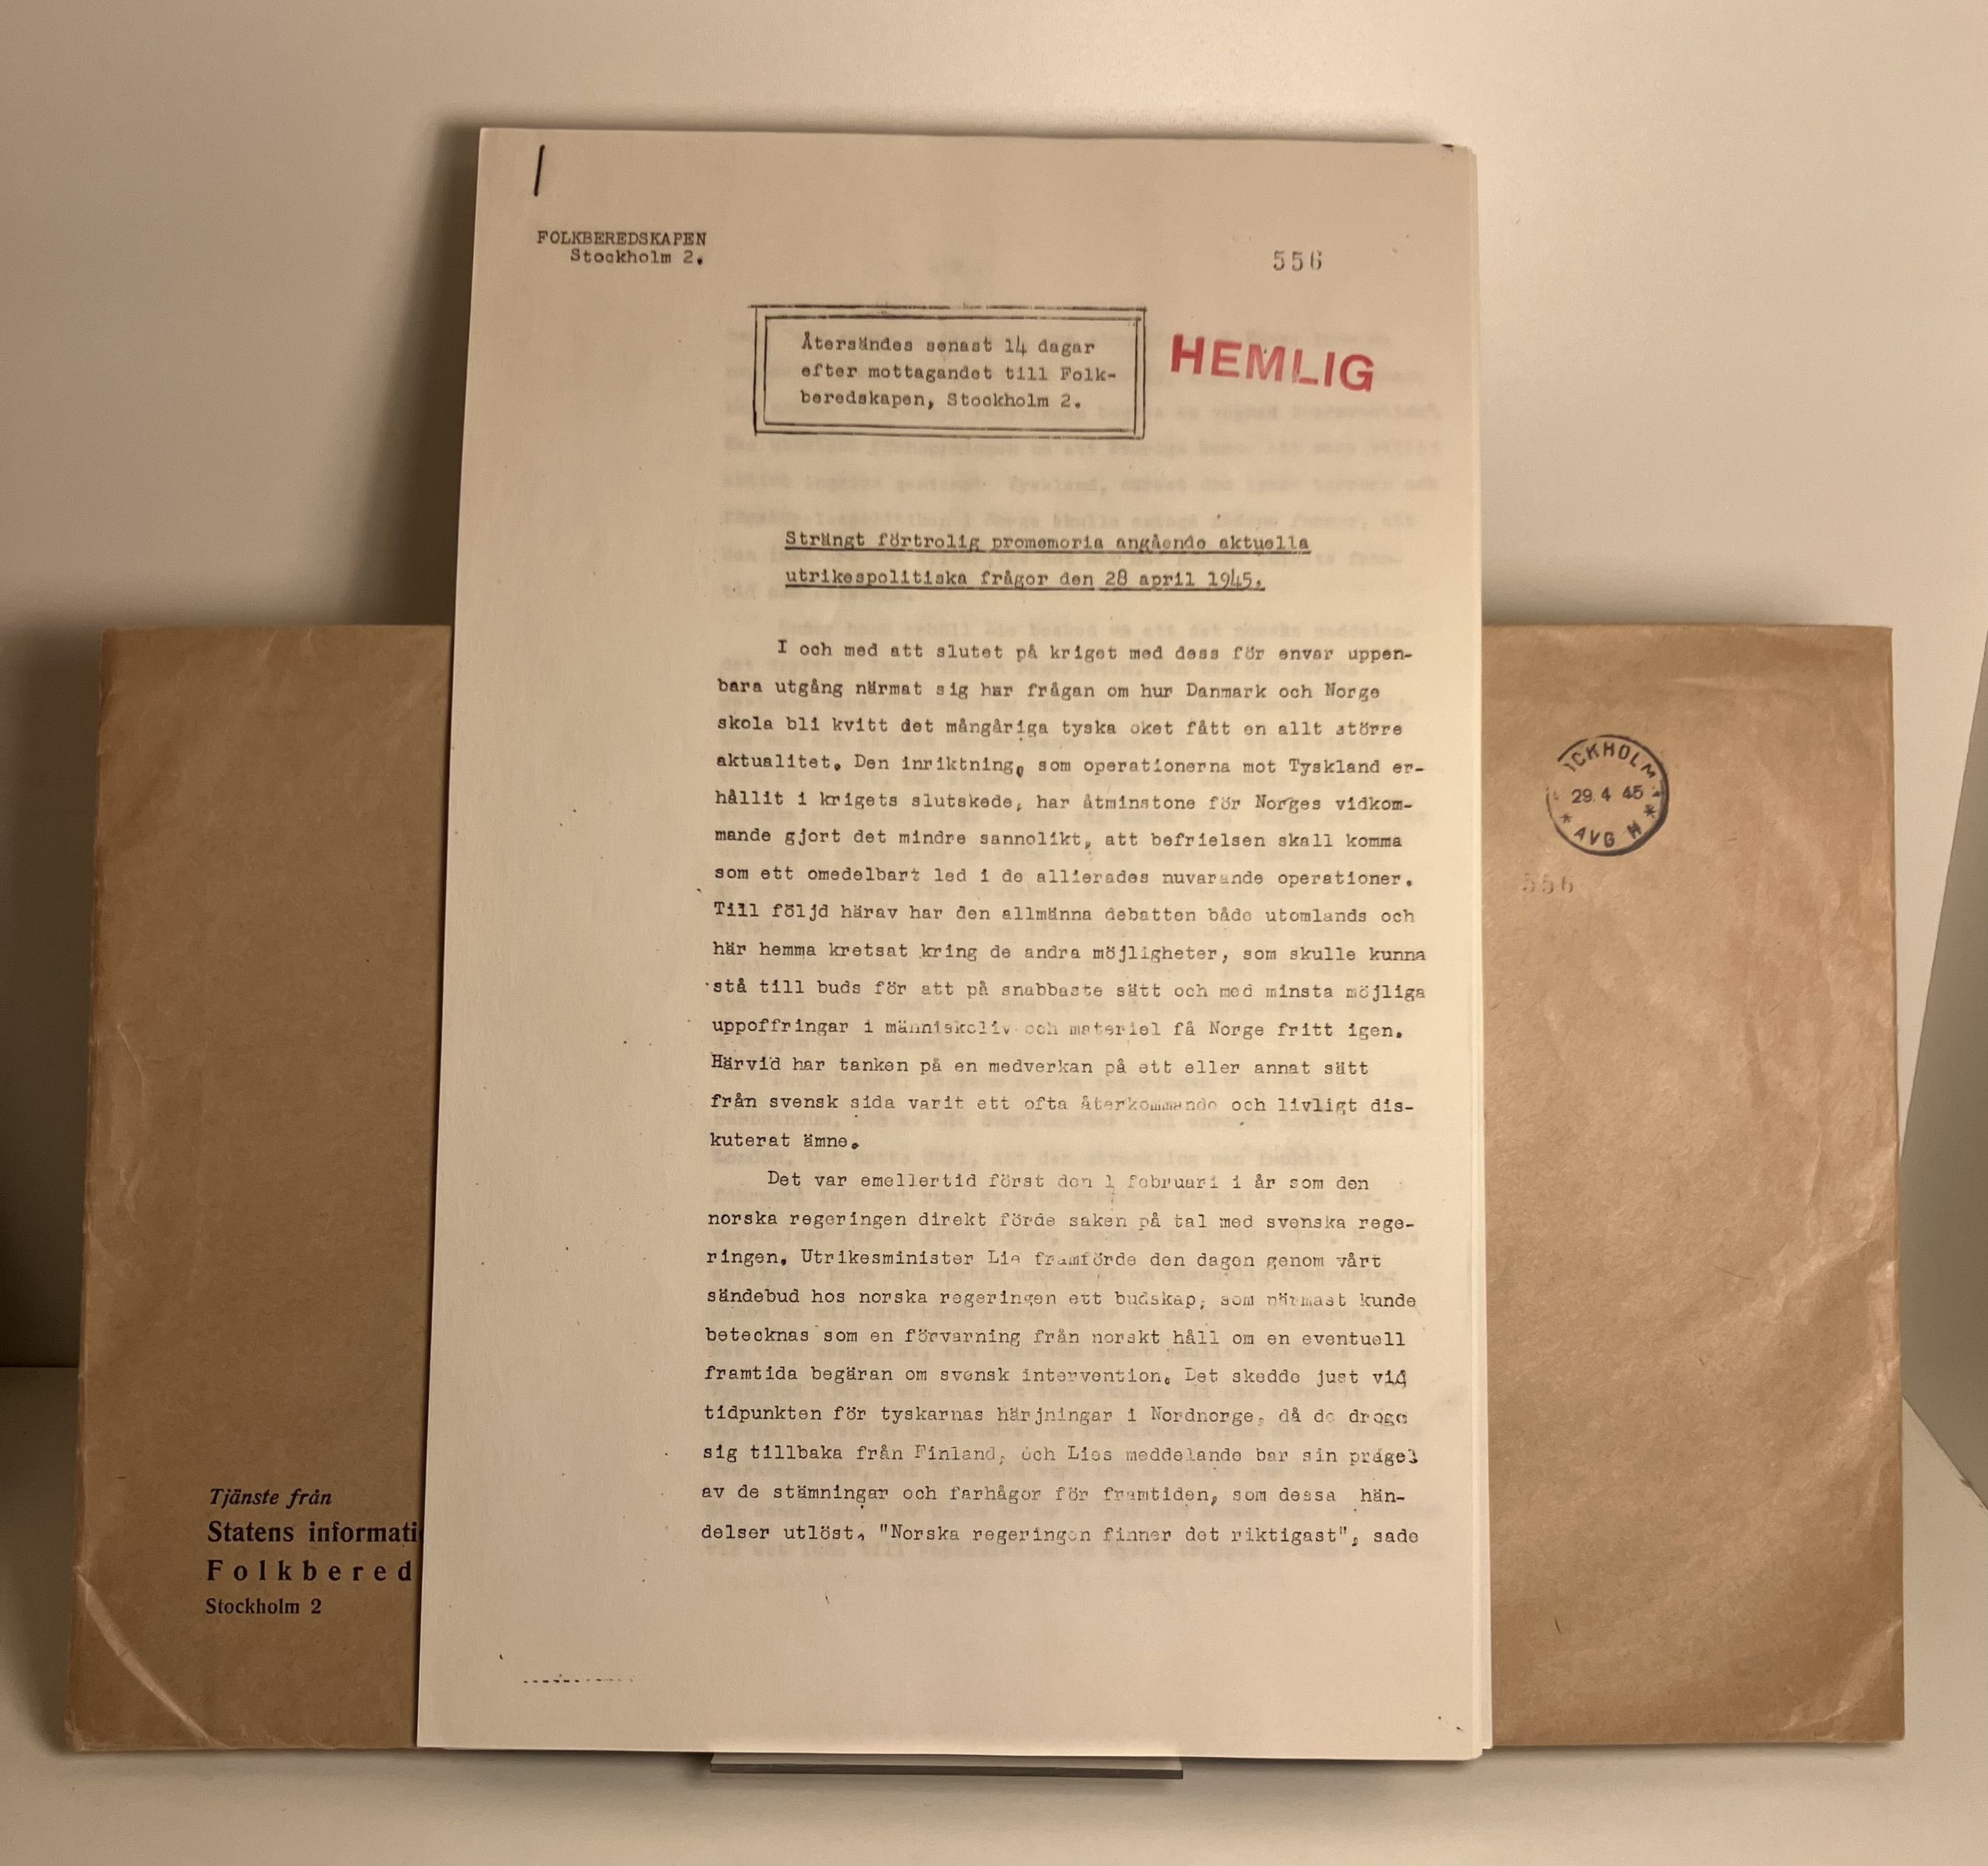 FOLKBEREDSKAPEN
Stockholm 2.
556
Återsändes senast 14 dagar
efter mottagandet till Folk-
beredskapen, Stockholm 2.
HEMLIG
Strängt förtrolig promemoria angående aktuella
utrikespolitiska frågor den 28 april 1945.
I och med att slutet på kriget med dess för envar uppen-
bara utgång närmat sig har frågan om hur Danmark och Norge
skola bli kvitt det mångåriga tyska oket fått en allt större
aktualitet. Den inriktning, som operationerna mot Tyskland er-
hållit i krigets slutskede, har åtminstone för Norges vidkom-
mande gjort det mindre sannolikt, att befrielsen skall komma
som ett omedelbart led i de allierades nuvarande operationer.
Till följd härav har den allmänna debatten både utomlands och
här hemma kretsat kring de andra möjligheter, som skulle kunna
stå till buds för att på snabbaste sätt och med minsta möjliga
uppoffringar i människoliv och materiel få Norge fritt igen.
Härvid har tanken på en medverkan på ett eller annat sätt
från svensk sida varit ett ofta återkommande och livligt dis-
kuterat ämne.
Det var emellertid först den 1 februari i år som den
norska regeringen direkt förde saken på tal med svenska rege-
ringen. Utrikesminister Lie framförde den dagen genom vårt
sändebud hos norska regeringen ett budskap, som närmast kunde
betecknas som en förvarning från norskt håll om en eventuell
framtida begäran om svensk intervention. Det skedde just vid
tidpunkten för tyskarnas härjningar i Nordnorge, då de drogo
sig tillbaka från Finland, och Lies meddelande bar sin prägel
av de stämningar och farhågor för framtiden, som dessa hän-
delser utlöst. "Norska regeringen finner det riktigast", sade
Tjänste från
Statens informati
Folkbered
Stockholm 2
OCKHOLM
29. 4 45
* AVG H *
556